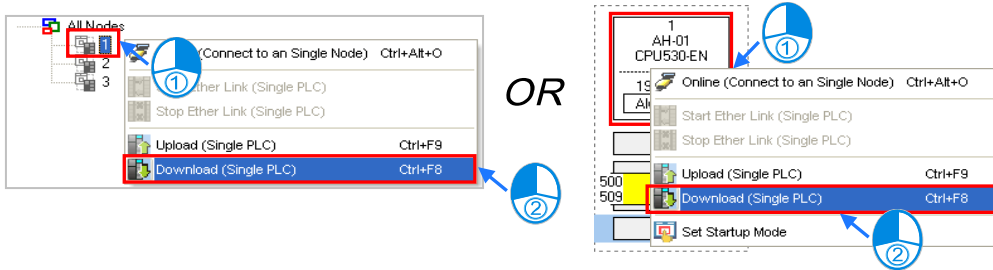 All Nodes
1
2
3
① (Connect to an Single Node) Ctrl+Alt+O
Ether Link (Single PLC)
Stop Ether Link (Single PLC)
Upload (Single PLC) Ctrl+F9
Download (Single PLC) Ctrl+F8
②
OR
1
AH-01
CPU530-EN
①
19
Online (Connect to an Single Node) Ctrl+Alt+O
Start Ether Link (Single PLC)
Stop Ether Link (Single PLC)
Upload (Single PLC) Ctrl+F9
500
509
Download (Single PLC) Ctrl+F8
Set Startup Mode
②